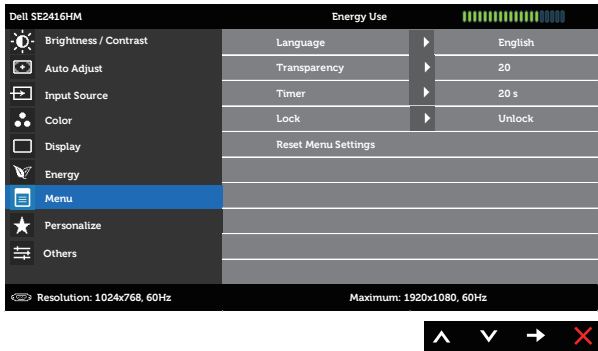 Dell SE2416HM Energy Use
Brightness / Contrast Language English
Auto Adjust Transparency 20
Input Source Timer 20 s
Color Lock Unlock
Display Reset Menu Settings
Energy
Menu
Personalize
Others
Resolution: 1024x768, 60Hz Maximum: 1920x1080, 60Hz